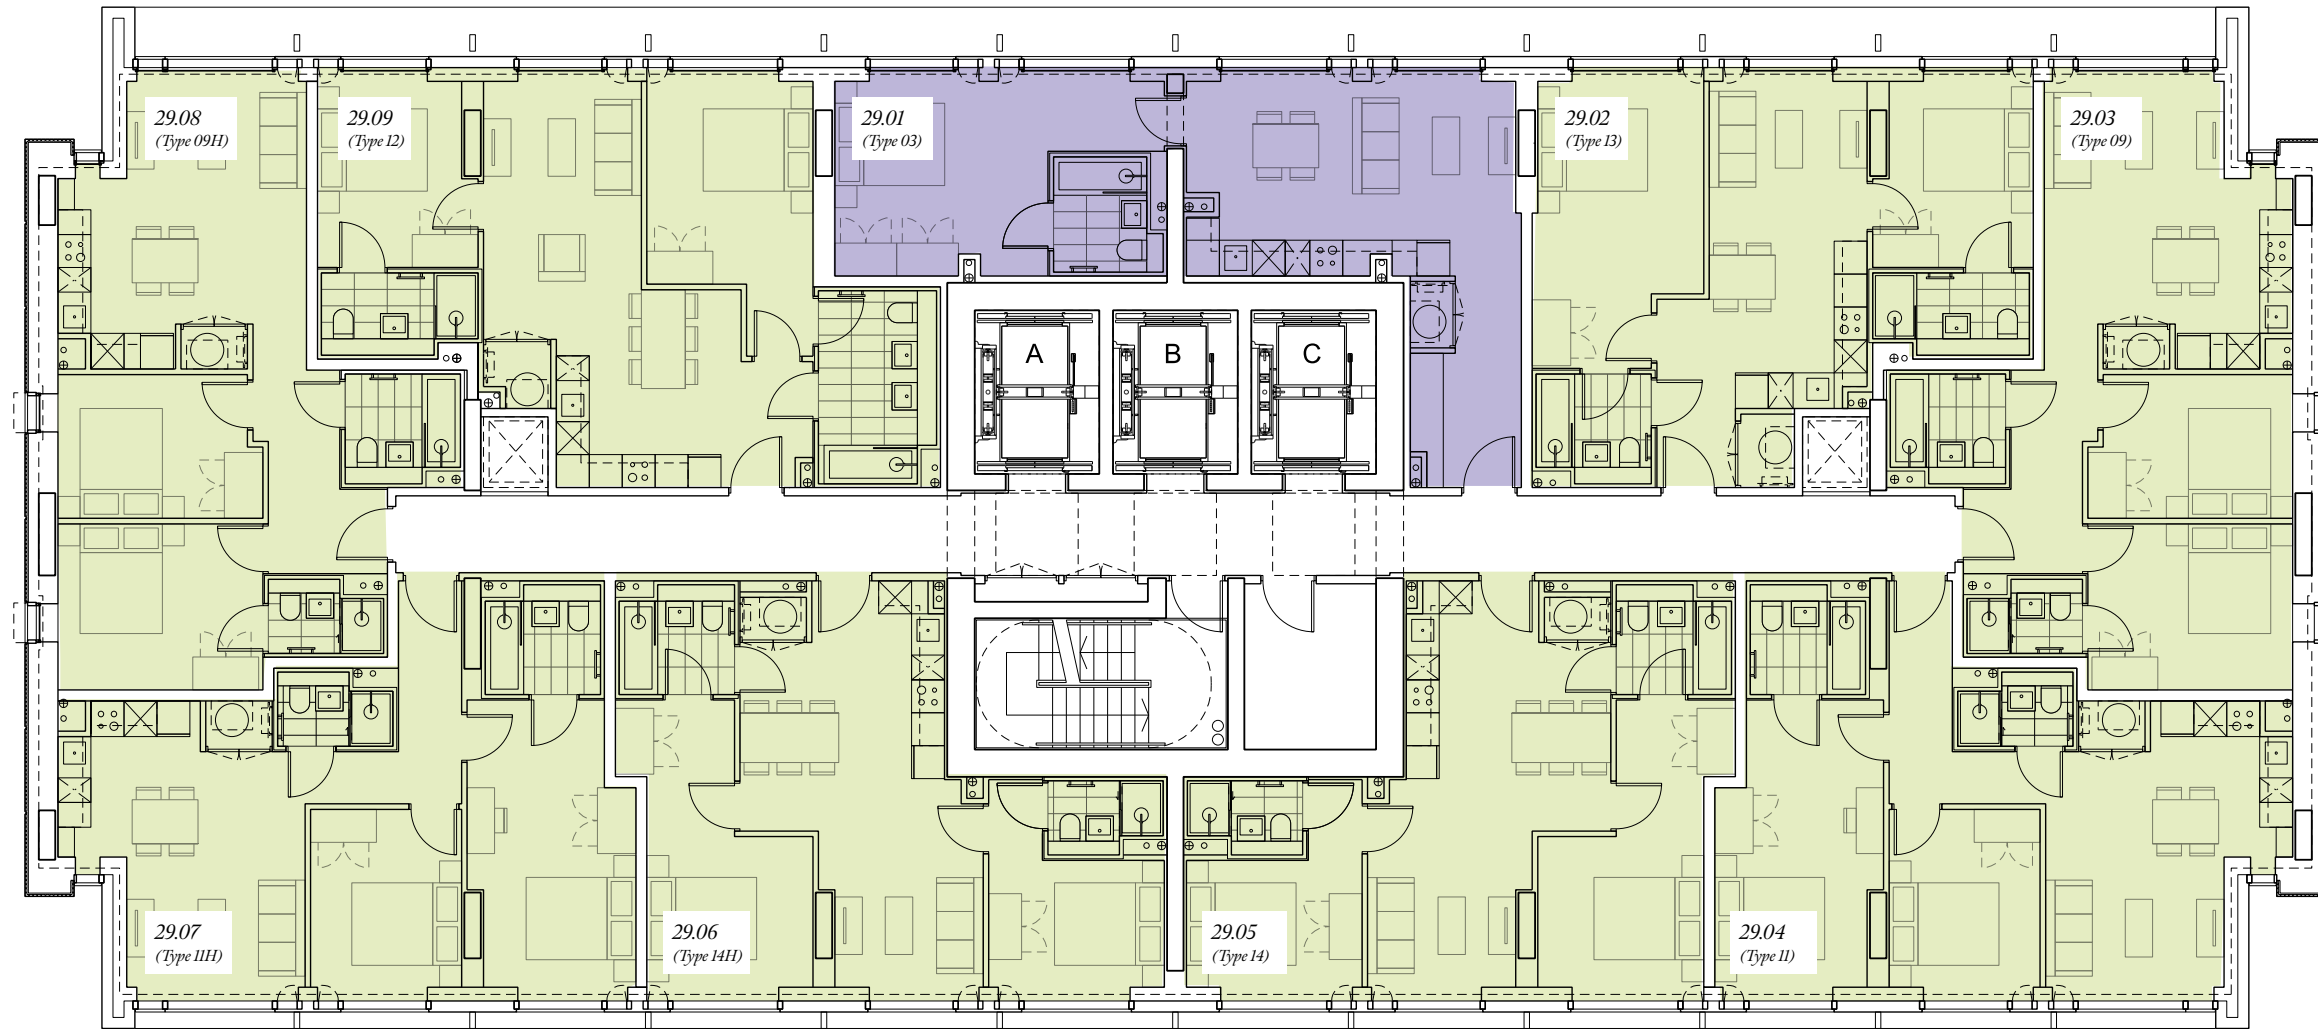 29.08
(Type 09H)
29.09
(Type 12)
29.01
(Type 03)
29.02
(Type 13)
29.03
(Type 09)
A
B
C
29.07
(Type 11H)
29.06
(Type 14H)
29.05
(Type 14)
29.04
(Type 11)